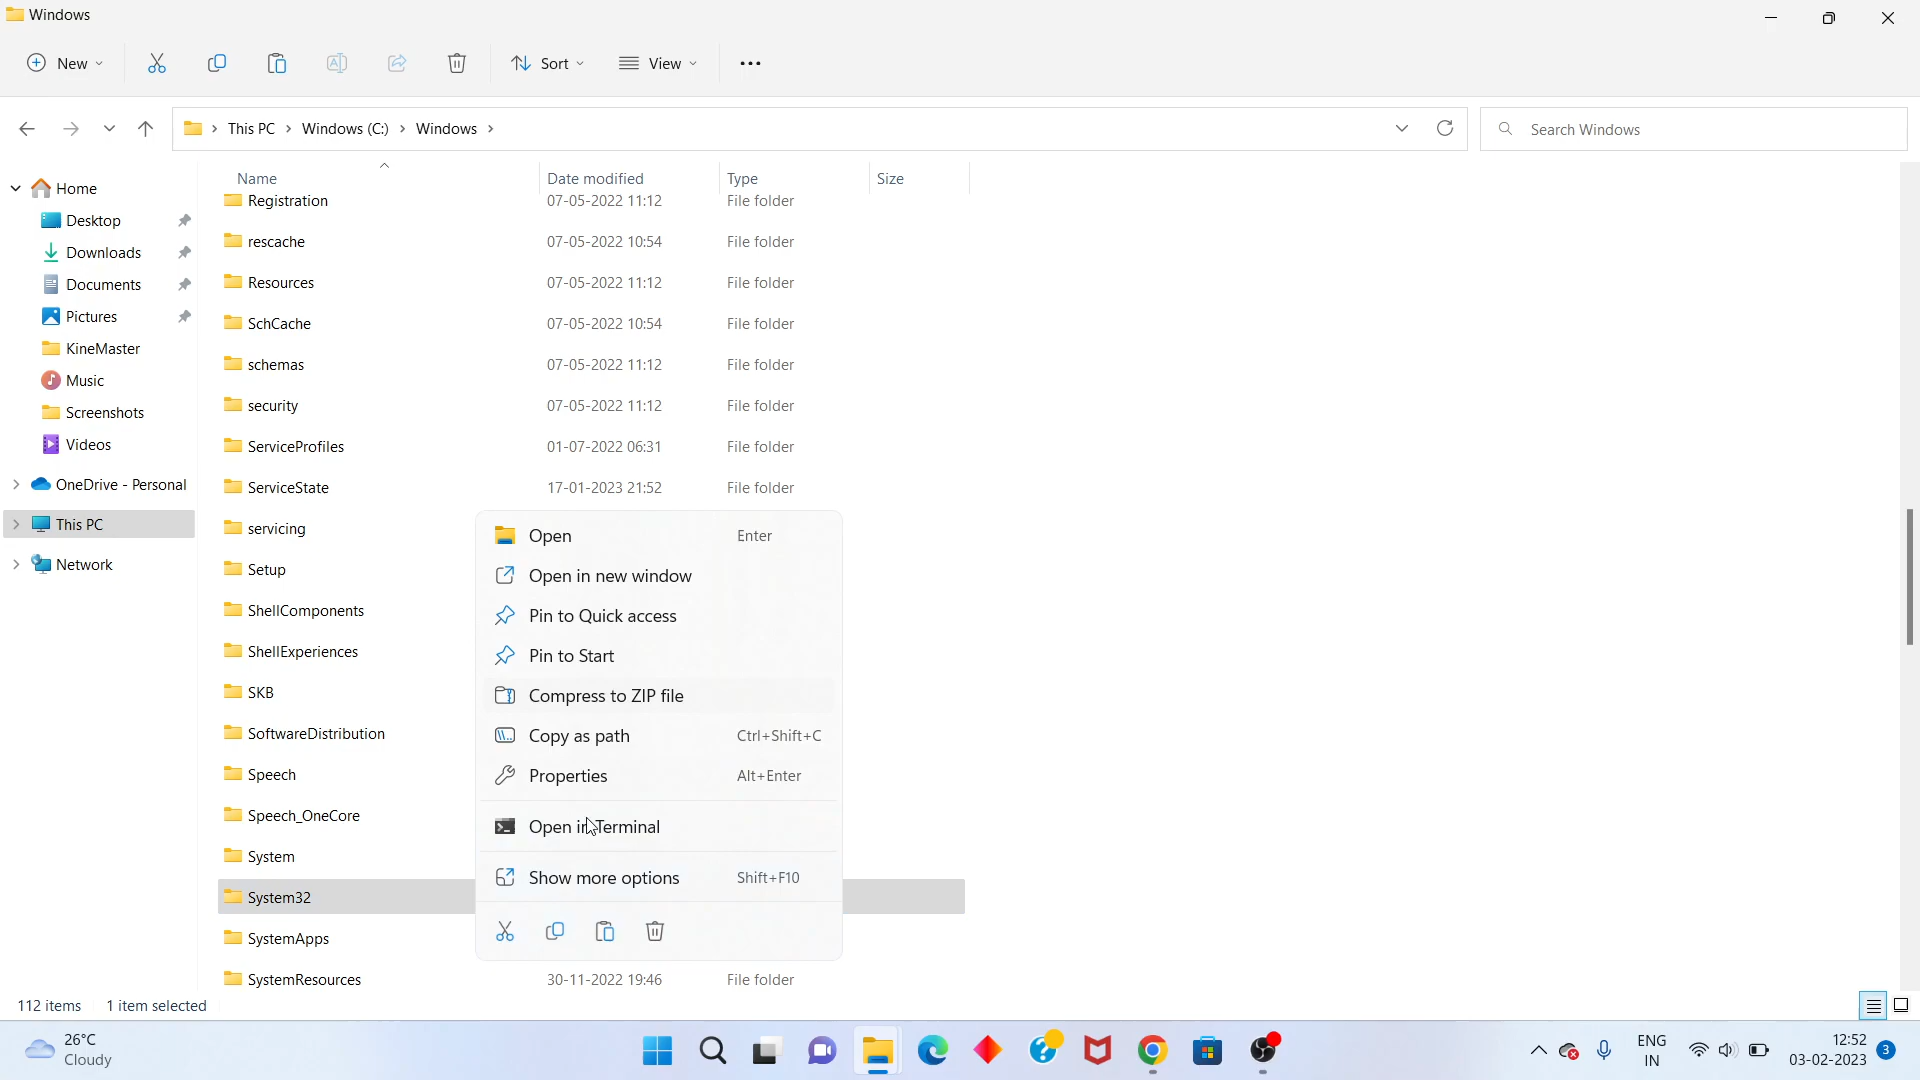 Windows
New
Sort
View
This PC > Windows (C:) > Windows >
Search Windows
Name
Date modified
Type
Size
Home
Desktop
Downloads
Documents
Pictures
KineMaster
Music
Screenshots
Videos
OneDrive - Personal
This PC
Network
Registration 07-05-2022 11:12 File folder
rescache 07-05-2022 10:54 File folder
Resources 07-05-2022 11:12 File folder
SchCache 07-05-2022 10:54 File folder
schemas 07-05-2022 11:12 File folder
security 07-05-2022 11:12 File folder
ServiceProfiles 01-07-2022 06:31 File folder
ServiceState 17-01-2023 21:52 File folder
servicing
Setup
ShellComponents
ShellExperiences
SKB
SoftwareDistribution
Speech
Speech_OneCore
System
System32
SystemApps
SystemResources 30-11-2022 19:46 File folder
Open Enter
Open in new window
Pin to Quick access
Pin to Start
Compress to ZIP file
Copy as path Ctrl+Shift+C
Properties Alt+Enter
Open in Terminal
Show more options Shift+F10
112 items 1 item selected
26°C
Cloudy
ENG
IN
12:52
03-02-2023
3